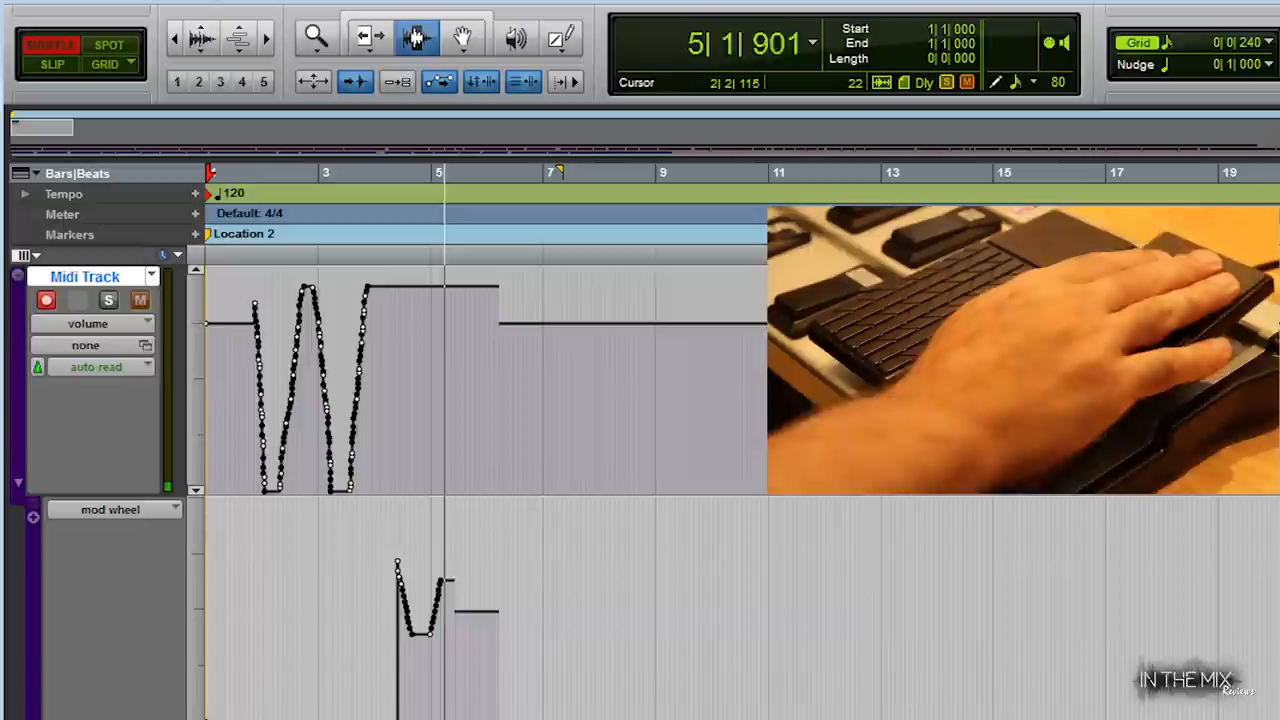 SHUFFLE SPOT
SLIP GRID
1 2 3 4 5
5| 1| 901
Start 1| 1| 000
End 1| 1| 000
Length 0| 0| 000
Cursor 2| 2| 115 22 Dly S M 80
Grid 0| 0| 240
Nudge 0| 1| 000
Bars|Beats 3 5 7 9 11 13 15 17 19
Tempo + 120
Meter + Default: 4/4
Markers + Location 2
Midi Track
S M
volume
none
auto read
mod wheel
IN THE MIX
Reviews